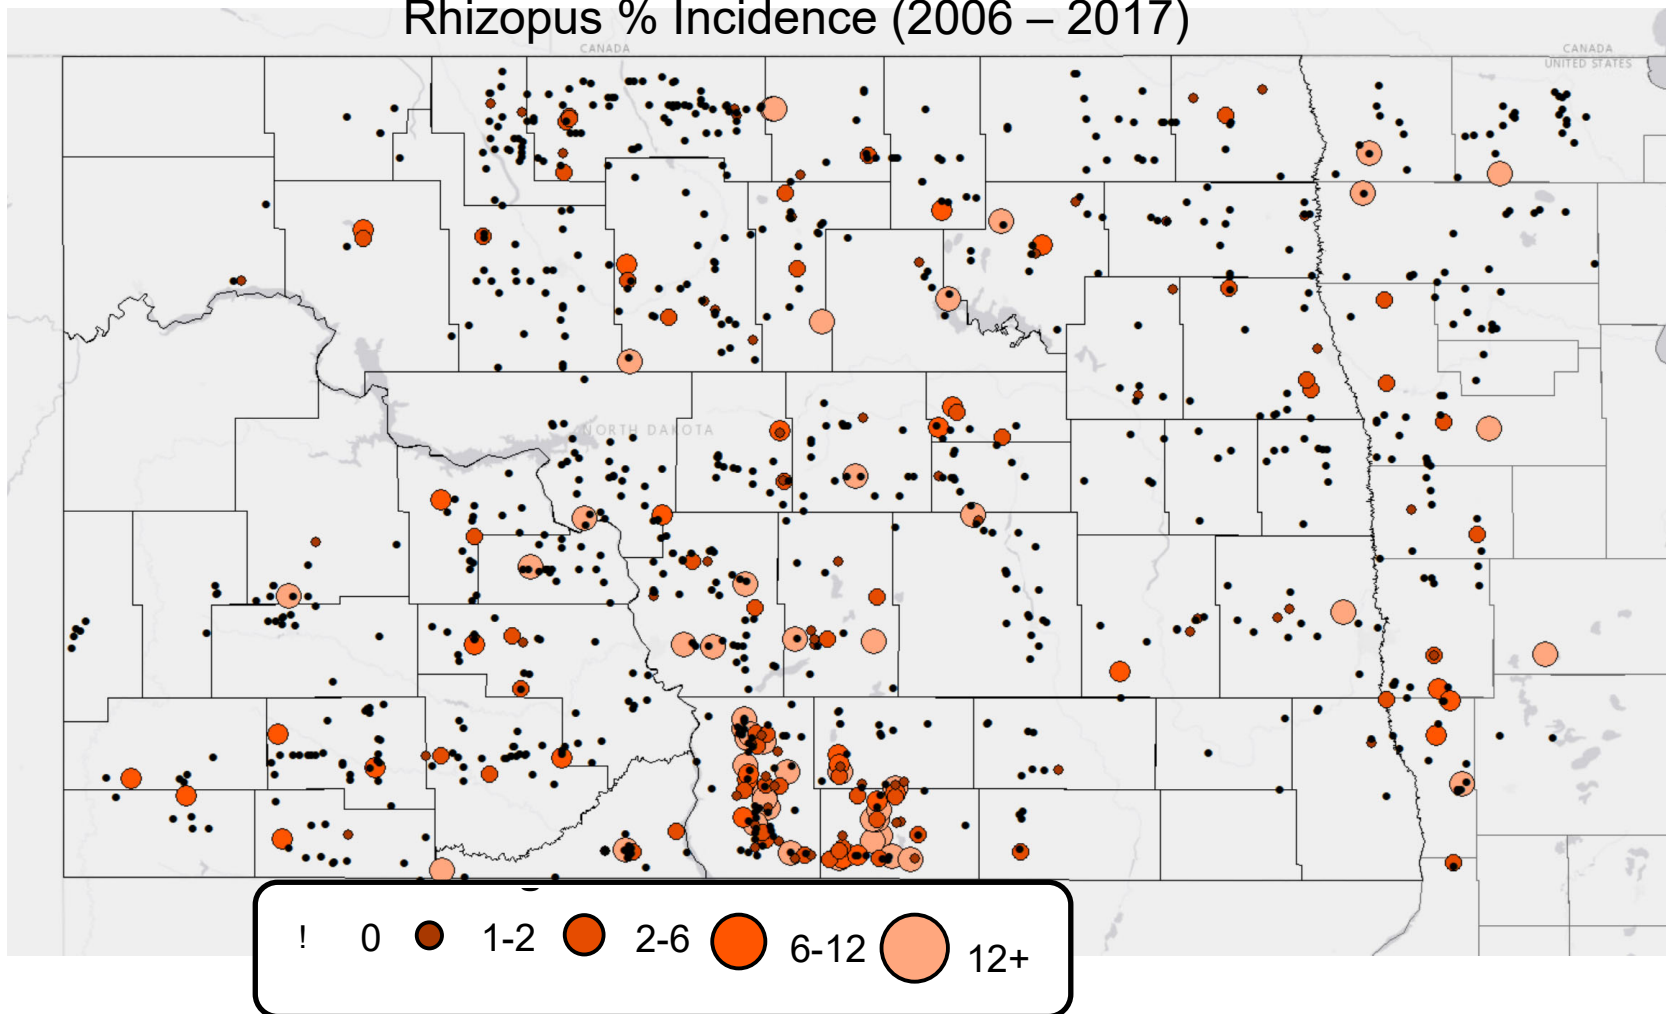 Rhizopus % Incidence (2006 – 2017)
CANADA
CANADA
UNITED STATES
NORTH DAKOTA
! 0 1-2 2-6 6-12 12+